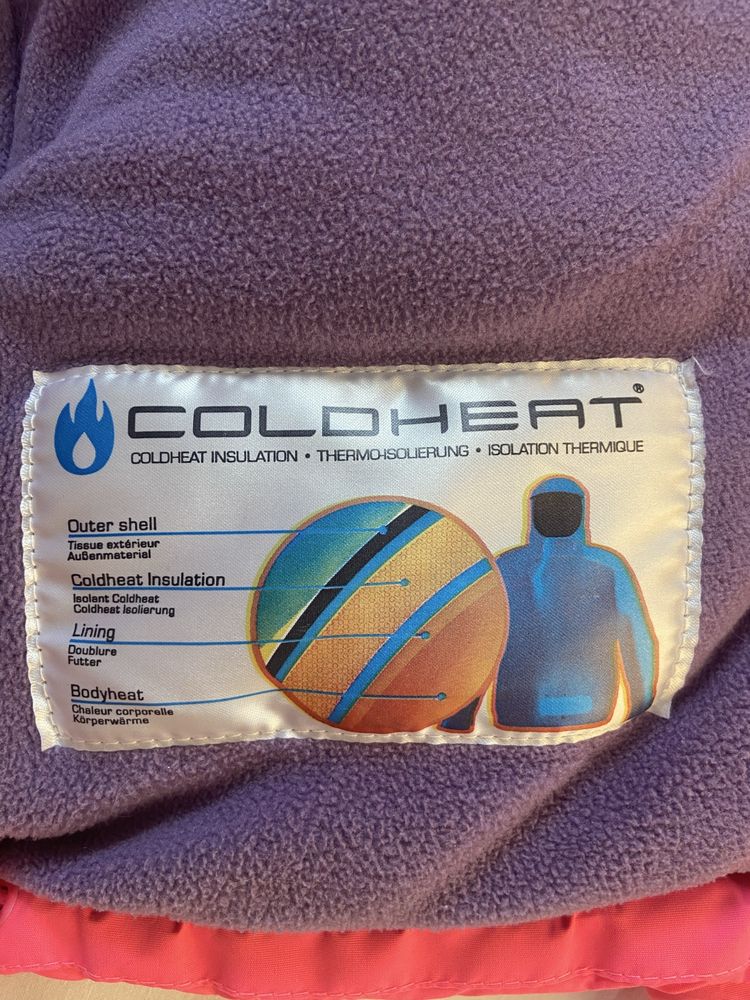 COLDHEAT®
COLDHEAT INSULATION • THERMO-ISOLIERUNG • ISOLATION THERMIQUE
Outer shell
Tissue extérieur
Außenmaterial
Coldheat Insulation
Isolant Coldheat
Coldheat Isolierung
Lining
Doublure
Futter
Bodyheat
Chaleur corporelle
Körperwärme